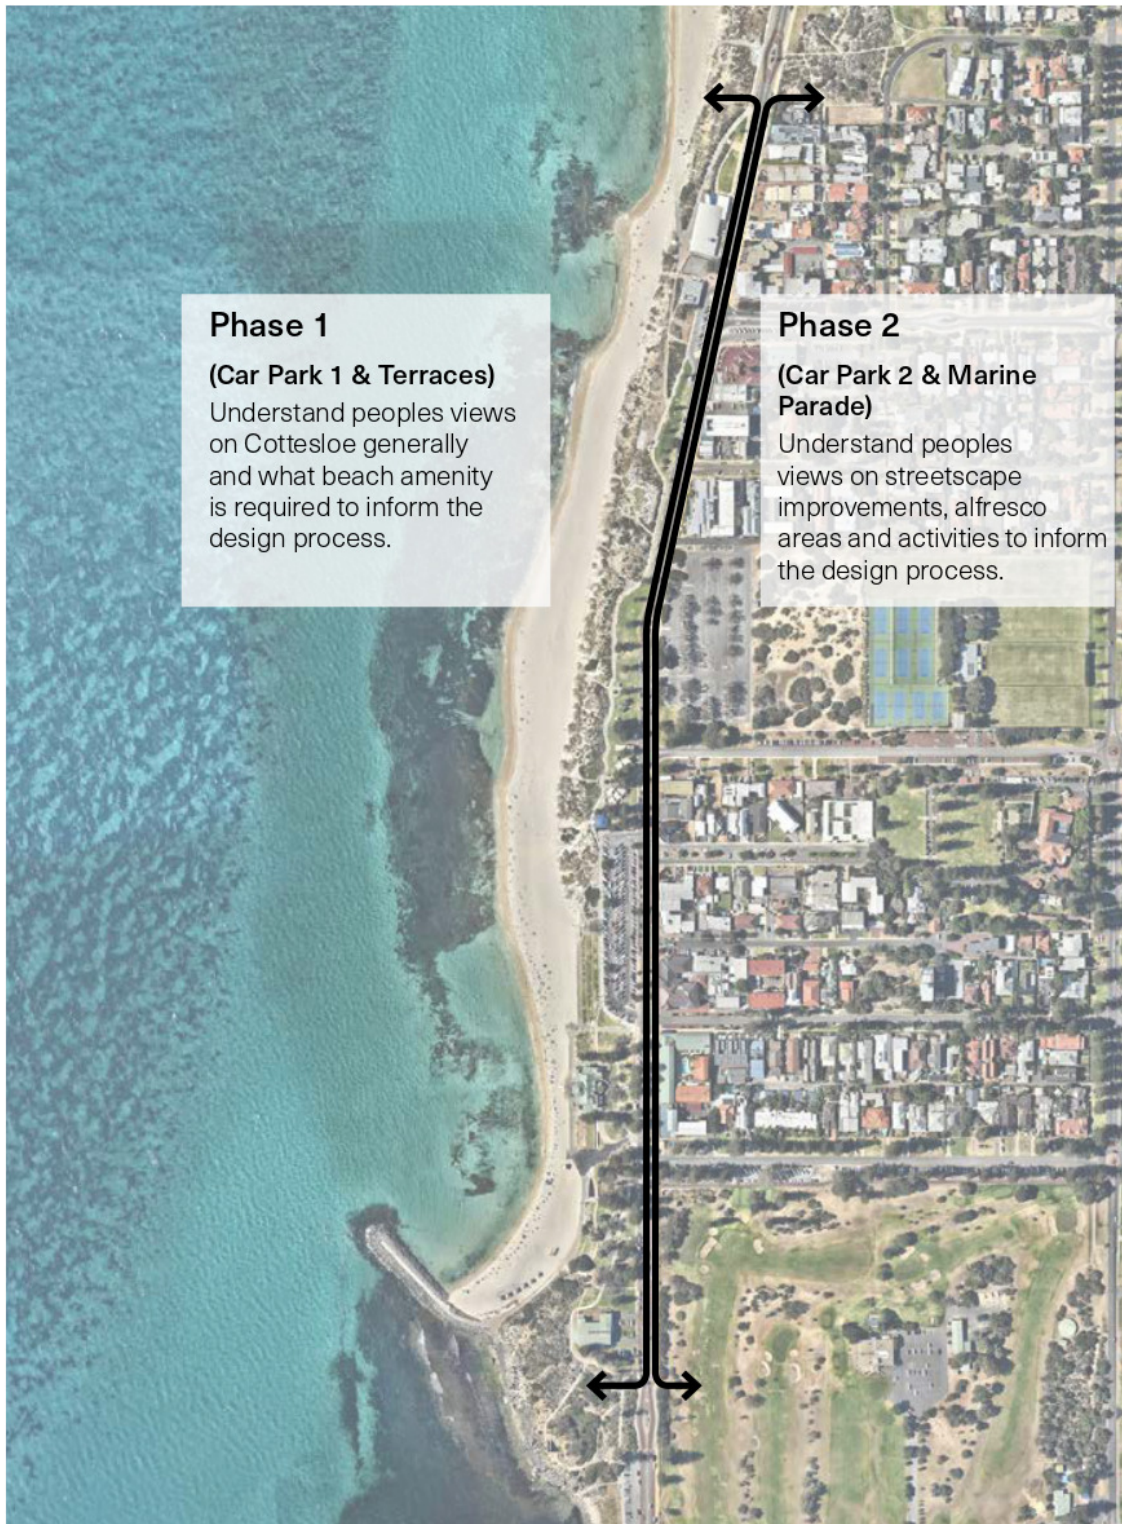 Phase 1
(Car Park 1 & Terraces)
Understand peoples views
on Cottesloe generally
and what beach amenity
is required to inform the
design process.
Phase 2
(Car Park 2 & Marine
Parade)
Understand peoples
views on streetscape
improvements, alfresco
areas and activities to inform
the design process.